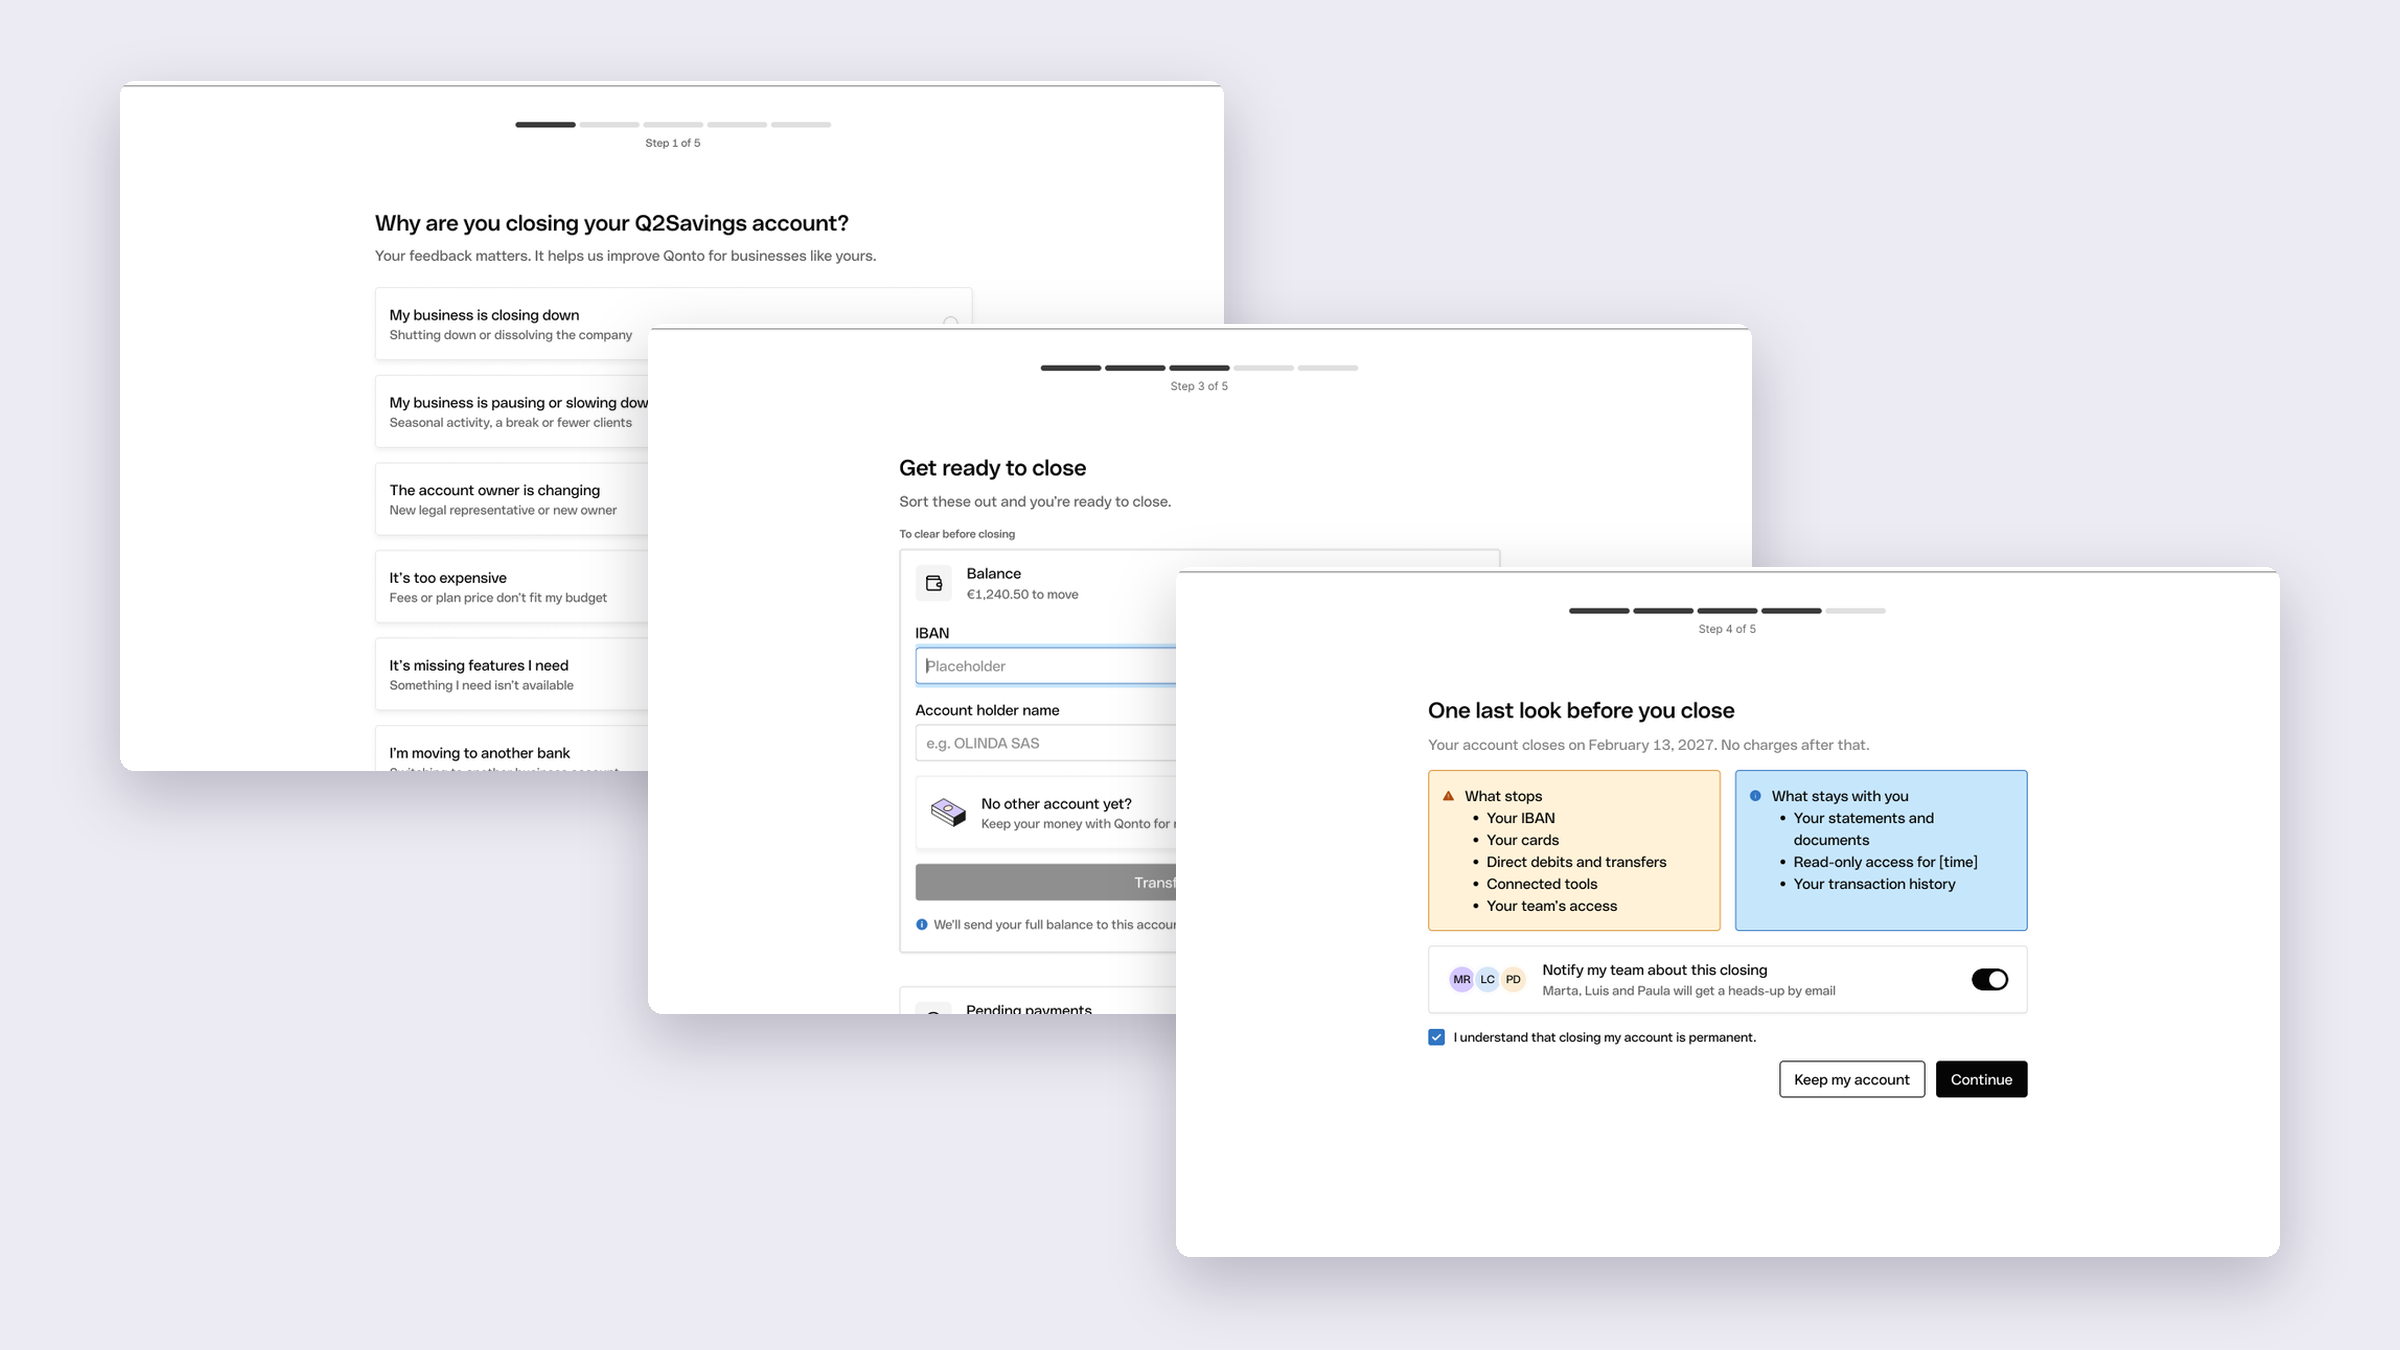 Step 1 of 5
Why are you closing your Q2Savings account?
Your feedback matters. It helps us improve Qonto for businesses like yours.
My business is closing down
Shutting down or dissolving the company
My business is pausing or slowing
Seasonal activity, a break or fewer clients
The account owner is changing
New legal representative or new owner
It's too expensive
Fees or plan price don't fit my budget
It's missing features I need
Something I need isn't available
I'm moving to another bank
Step 3 of 5
Get ready to close
Sort these out and you're ready to close.
To clear before closing
Balance
€1,240.50 to move
IBAN
Placeholder
Account holder name
e.g. OLINDA SAS
No other account yet?
Keep your money with Qonto for
We'll send your full balance to this
Pending payments
Step 4 of 5
One last look before you close
Your account closes on February 13, 2027. No charges after that.
What stops
• Your IBAN
• Your cards
• Direct debits and transfers
• Connected tools
• Your team's access
What stays with you
• Your statements and
documents
• Read-only access for [time]
• Your transaction history
MR LC PD
Notify my team about this closing
Marta, Luis and Paula will get a heads-up by email
I understand that closing my account is permanent.
Keep my account
Continue